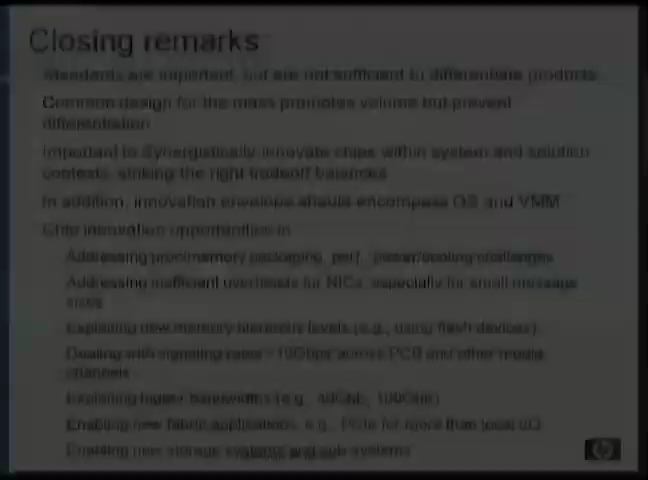 Closing remarks
Standards are important, but are not sufficient to differentiate products
Common design for the mass promotes volume but prevent
differentiation
Important to Synergistically innovate chips within system and solution
contexts, striking the right tradeoff balances
In addition, innovation envelope should encompass OS and VMM
Chip innovation opportunities in
Addressing proc/memory packaging, perf., power/cooling challenges
Addressing inefficient overheads for NICs, especially for small message
sizes
Exploiting new memory hierarchy levels (e.g., using flash devices)
Dealing with signaling rates 10Gbps across PCB and other media
channels
Exploiting higher bandwidths (e.g., 40GbE, 100GbE)
Enabling new fabric applications, e.g., PCIe for more than local I/O
Enabling new storage systems and sub-systems
hp